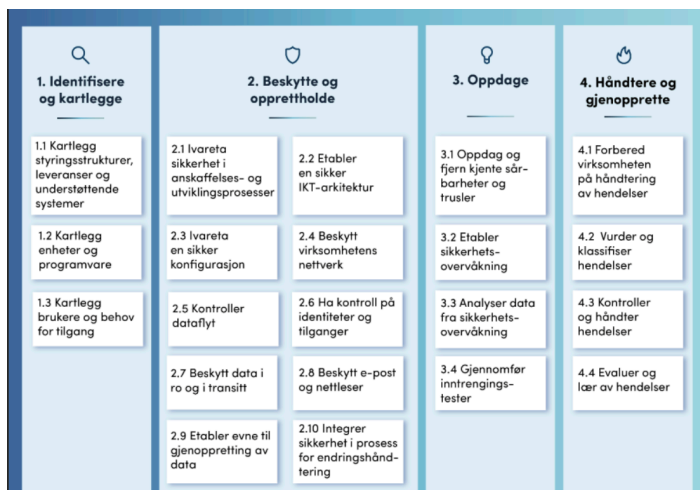 1. Identifisere
og kartlegge
1.1 Kartlegg
styringsstrukturer,
leveranser og
understøttende
systemer
1.2 Kartlegg
enheter og
programvare
1.3 Kartlegg
brukere og behov
for tilgang
2. Beskytte og
opprettholde
2.1 Ivareta
sikkerhet i
anskaffelses- og
utviklingsprosesser
2.2 Etabler
en sikker
IKT-arkitektur
2.3 Ivareta
en sikker
konfigurasjon
2.4 Beskytt
virksomhetens
nettverk
2.5 Kontroller
dataflyt
2.6 Ha kontroll på
identiteter og
tilganger
2.7 Beskytt data i
ro og i transitt
2.8 Beskytt e-post
og nettleser
2.9 Etabler evne til
gjenoppretting av
data
2.10 Integrer
sikkerhet i prosess
for endringshånd-
tering
3. Oppdage
3.1 Oppdag og
fjern kjente sår-
barheter og
trusler
3.2 Etabler
sikkerhets-
overvåkning
3.3 Analyser data
fra sikkerhets-
overvåkning
3.4 Gjennomfør
inntrengings-
tester
4. Håndtere og
gjenopprette
4.1 Forbered
virksomheten
på håndtering
av hendelser
4.2 Vurder og
klassifiser
hendelser
4.3 Kontroller
og håndter
hendelser
4.4 Evaluer og
lær av hendelser